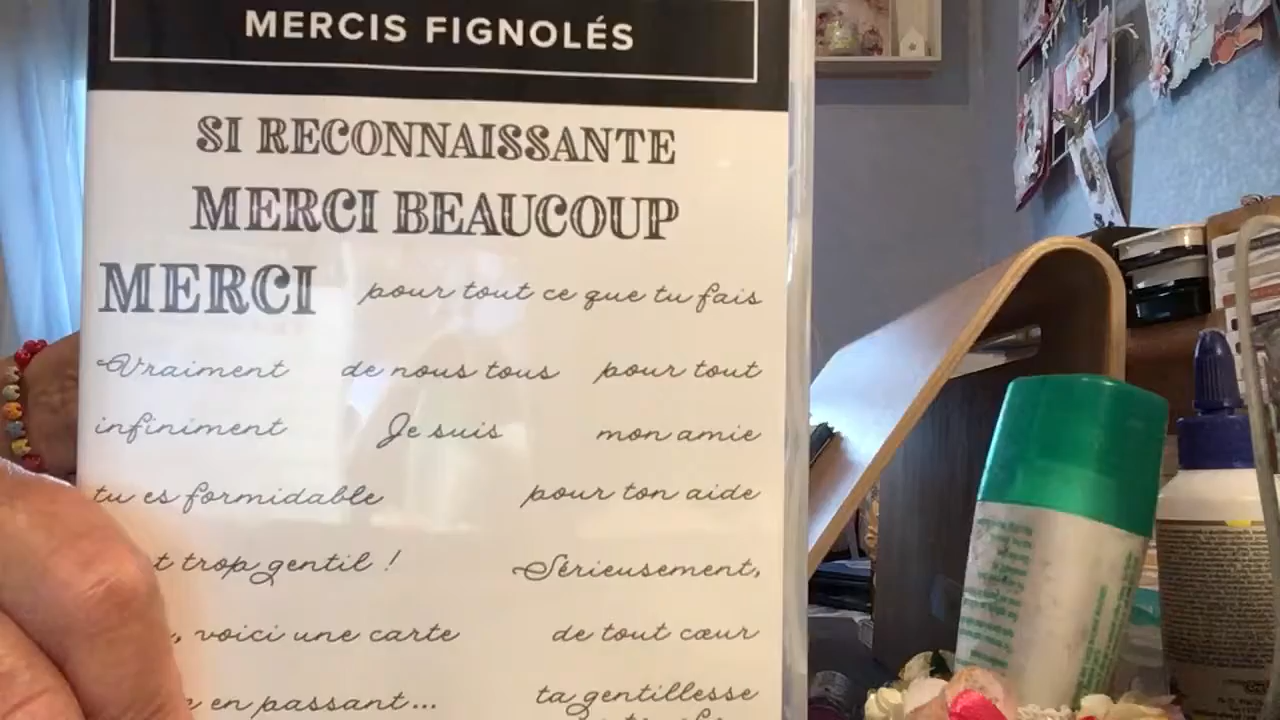 MERCIS FIGNOLÉS
SI RECONNAISSANTE
MERCI BEAUCOUP
MERCI pour tout ce que tu fais
Vraiment de nous tous pour tout
infiniment Je suis mon amie
tu es formidable pour ton aide
trop gentil ! Sérieusement,
voici une carte de tout cœur
en passant... ta gentillesse